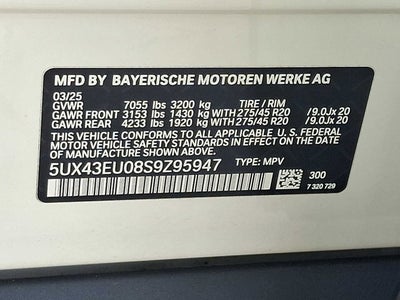 MFD BY BAYERISCHE MOTOREN WERKE AG
03/25
GVWR 7055 lbs 3200 kg TIRE / RIM
GAWR FRONT 3153 lbs 1430 kg WITH 275/45 R20 /9.0Jx 20
GAWR REAR 4233 lbs 1920 kg WITH 275/45 R20 /9.0Jx 20
THIS VEHICLE CONFORMS TO ALL APPLICABLE U. S. FEDERAL
MOTOR VEHICLE SAFETY STANDARDS
IN EFFECT ON THE DATE OF MANUFACTURE SHOWN ABOVE.
5UX43EU08S9Z95947 TYPE: MPV
300
7 320 729